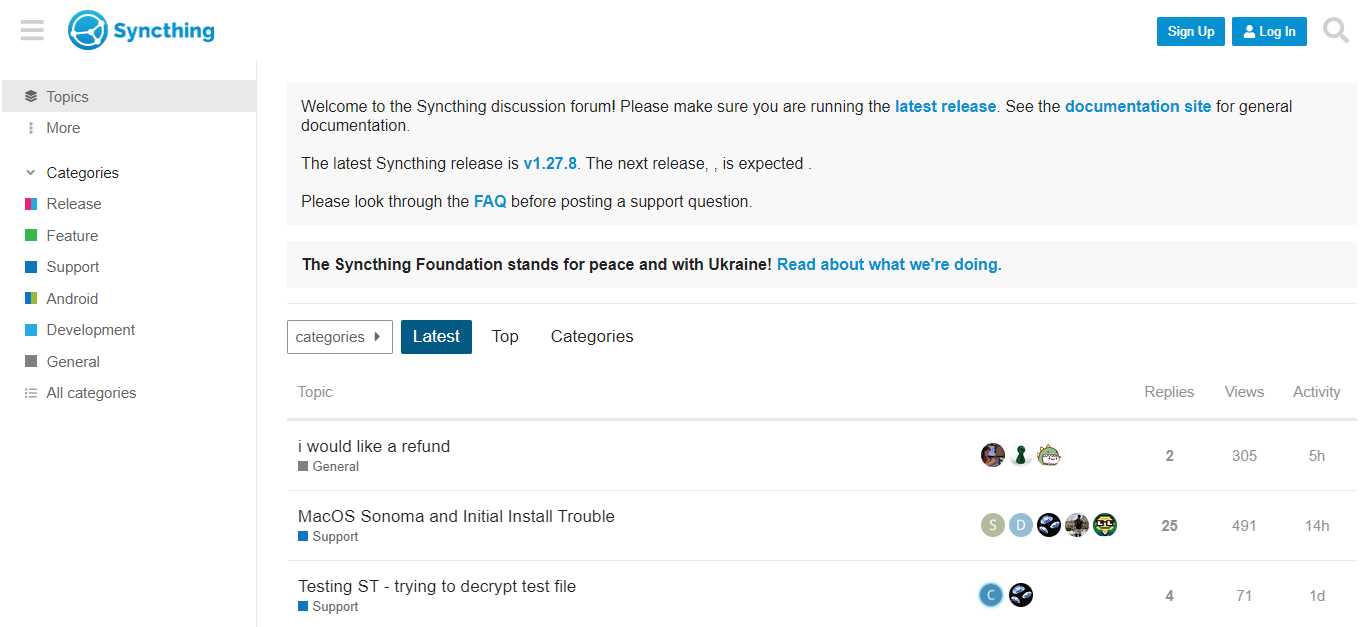 Syncthing
Sign Up
Log In
Topics
More
Categories
Release
Feature
Support
Android
Development
General
All categories
Welcome to the Syncthing discussion forum! Please make sure you are running the latest release. See the documentation site for general
documentation.
The latest Syncthing release is v1.27.8. The next release, , is expected .
Please look through the FAQ before posting a support question.
The Syncthing Foundation stands for peace and with Ukraine! Read about what we're doing.
categories
Latest
Top
Categories
Topic
Replies
Views
Activity
i would like a refund
General
2
305
5h
MacOS Sonoma and Initial Install Trouble
Support
S
D
25
491
14h
Testing ST - trying to decrypt test file
Support
C
4
71
1d